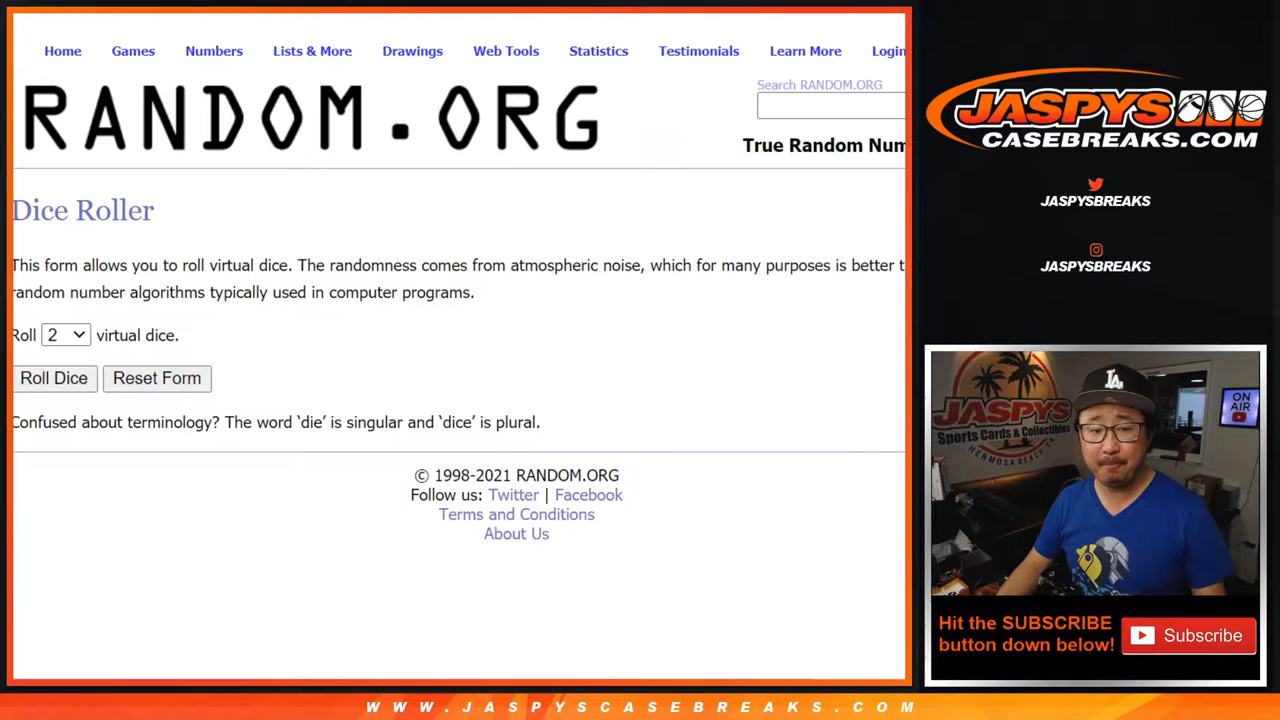 Home Games Numbers Lists & More Drawings Web Tools Statistics Testimonials Learn More Login
RANDOM.ORG
Search RANDOM.ORG
True Random Num
Dice Roller
This form allows you to roll virtual dice. The randomness comes from atmospheric noise, which for many purposes is better t
random number algorithms typically used in computer programs.
Roll 2 virtual dice.
Roll Dice Reset Form
Confused about terminology? The word ‘die’ is singular and ‘dice’ is plural.
© 1998-2021 RANDOM.ORG
Follow us: Twitter | Facebook
Terms and Conditions
About Us
JASPYS
CASEBREAKS.COM
JASPYSBREAKS
JASPYSBREAKS
JASPYS
Sports Cards & Collectibles
HERMOSA BEACH CA
LA
ON
AIR
Hit the SUBSCRIBE
button down below!
Subscribe
WWW.JASPYSCASEBREAKS.COM